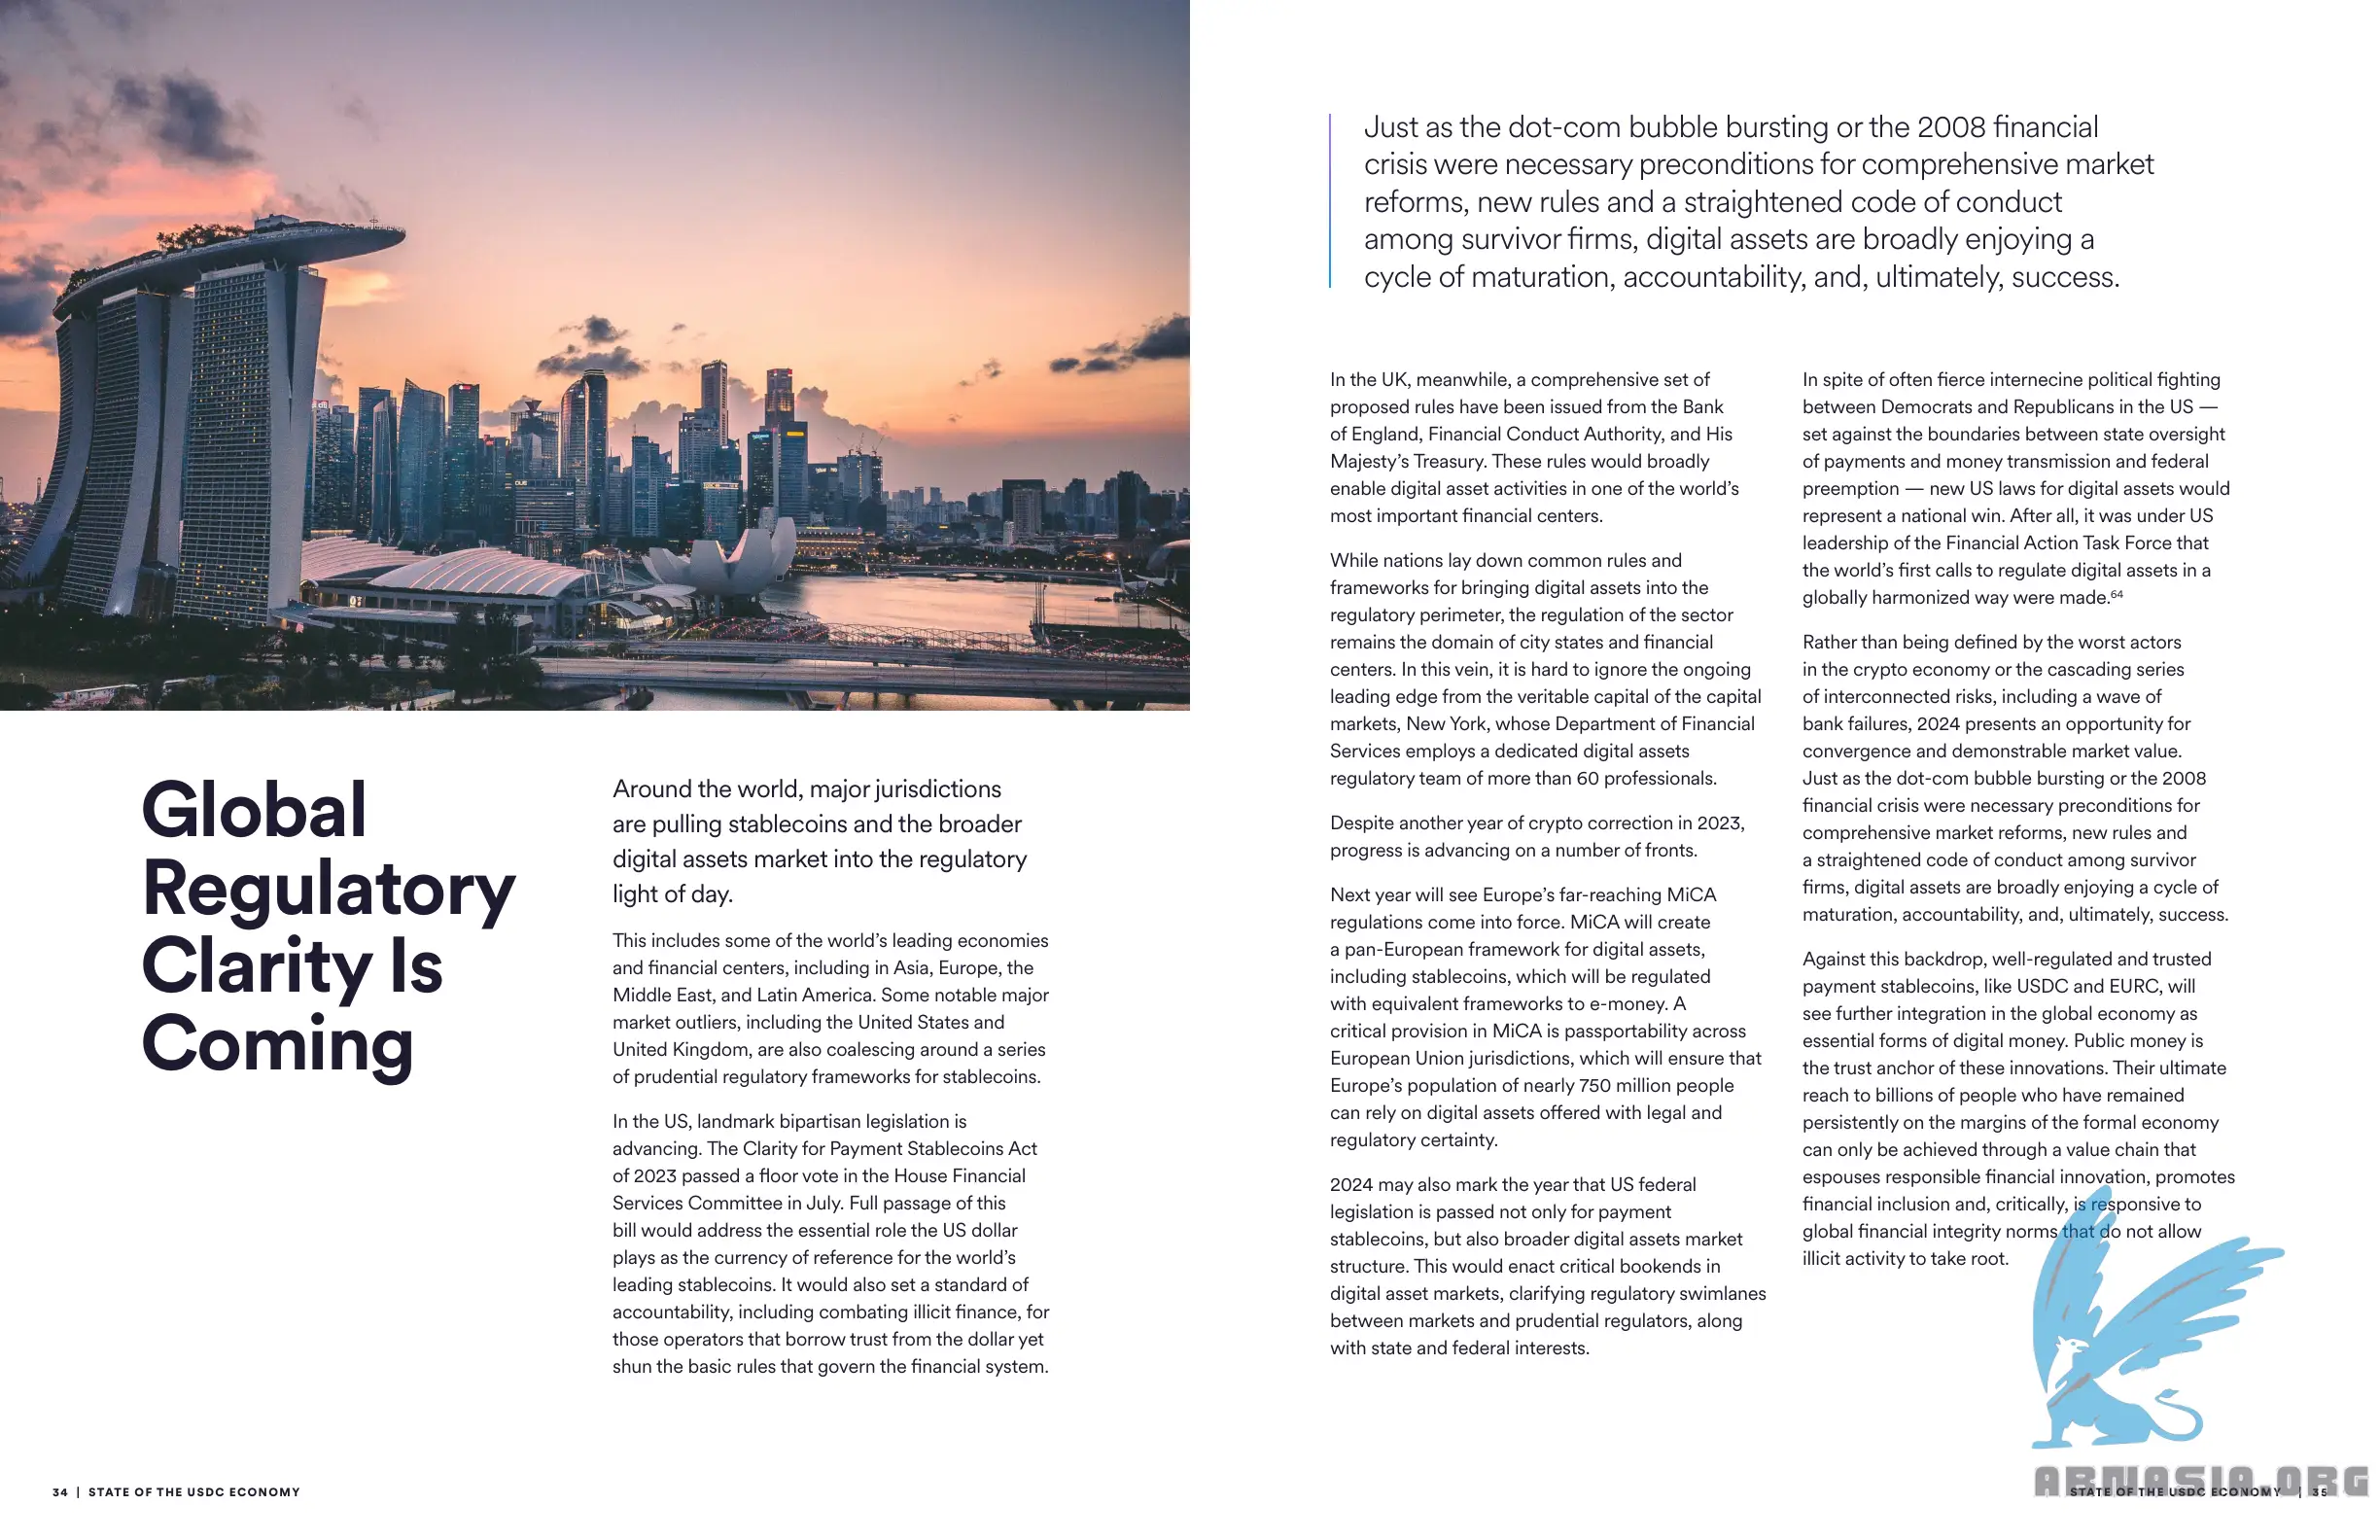 Global
Regulatory
Clarity Is
Coming
Around the world, major jurisdictions
are pulling stablecoins and the broader
digital assets market into the regulatory
light of day.
This includes some of the world's leading economies
and financial centers, including in Asia, Europe, the
Middle East, and Latin America. Some notable major
market outliers, including the United States and
United Kingdom, are also coalescing around a series
of prudential regulatory frameworks for stablecoins.
In the US, landmark bipartisan legislation is
advancing. The Clarity for Payment Stablecoins Act
of 2023 passed a floor vote in the House Financial
Services Committee in July. Full passage of this
bill would address the essential role the US dollar
plays as the currency of reference for the world's
leading stablecoins. It would also set a standard of
accountability, including combating illicit finance, for
those operators that borrow trust from the dollar yet
shun the basic rules that govern the financial system.
34 | STATE OF THE USDC ECONOMY
Just as the dot-com bubble bursting or the 2008 financial
crisis were necessary preconditions for comprehensive market
reforms, new rules and a straightened code of conduct
among survivor firms, digital assets are broadly enjoying a
cycle of maturation, accountability, and, ultimately, success.
In the UK, meanwhile, a comprehensive set of
proposed rules have been issued from the Bank
of England, Financial Conduct Authority, and His
Majesty's Treasury. These rules would broadly
enable digital asset activities in one of the world's
most important financial centers.
While nations lay down common rules and
frameworks for bringing digital assets into the
regulatory perimeter, the regulation of the sector
remains the domain of city states and financial
centers. In this vein, it is hard to ignore the ongoing
leading edge from the veritable capital of the capital
markets, New York, whose Department of Financial
Services employs a dedicated digital assets
regulatory team of more than 60 professionals.
Despite another year of crypto correction in 2023,
progress is advancing on a number of fronts.
Next year will see Europe's far-reaching MiCA
regulations come into force. MiCA will create
a pan-European framework for digital assets,
including stablecoins, which will be regulated
with equivalent frameworks to e-money. A
critical provision in MiCA is passportability across
European Union jurisdictions, which will ensure that
Europe's population of nearly 750 million people
can rely on digital assets offered with legal and
regulatory certainty.
2024 may also mark the year that US federal
legislation is passed not only for payment
stablecoins, but also broader digital assets market
structure. This would enact critical bookends in
digital asset markets, clarifying regulatory swimlanes
between markets and prudential regulators, along
with state and federal interests.
In spite of often fierce internecine political fighting
between Democrats and Republicans in the US —
set against the boundaries between state oversight
of payments and money transmission and federal
preemption — new US laws for digital assets would
represent a national win. After all, it was under US
leadership of the Financial Action Task Force that
the world's first calls to regulate digital assets in a
globally harmonized way were made.64
Rather than being defined by the worst actors
in the crypto economy or the cascading series
of interconnected risks, including a wave of
bank failures, 2024 presents an opportunity for
convergence and demonstrable market value.
Just as the dot-com bubble bursting or the 2008
financial crisis were necessary preconditions for
comprehensive market reforms, new rules and
a straightened code of conduct among survivor
firms, digital assets are broadly enjoying a cycle of
maturation, accountability, and, ultimately, success.
Against this backdrop, well-regulated and trusted
payment stablecoins, like USDC and EURC, will
see further integration in the global economy as
essential forms of digital money. Public money is
the trust anchor of these innovations. Their ultimate
reach to billions of people who have remained
persistently on the margins of the formal economy
can only be achieved through a value chain that
espouses responsible financial innovation, promotes
financial inclusion and, critically, is responsive to
global financial integrity norms that do not allow
illicit activity to take root.
ARMASIA.ORG
STATE OF THE USDC ECONOMY | 35